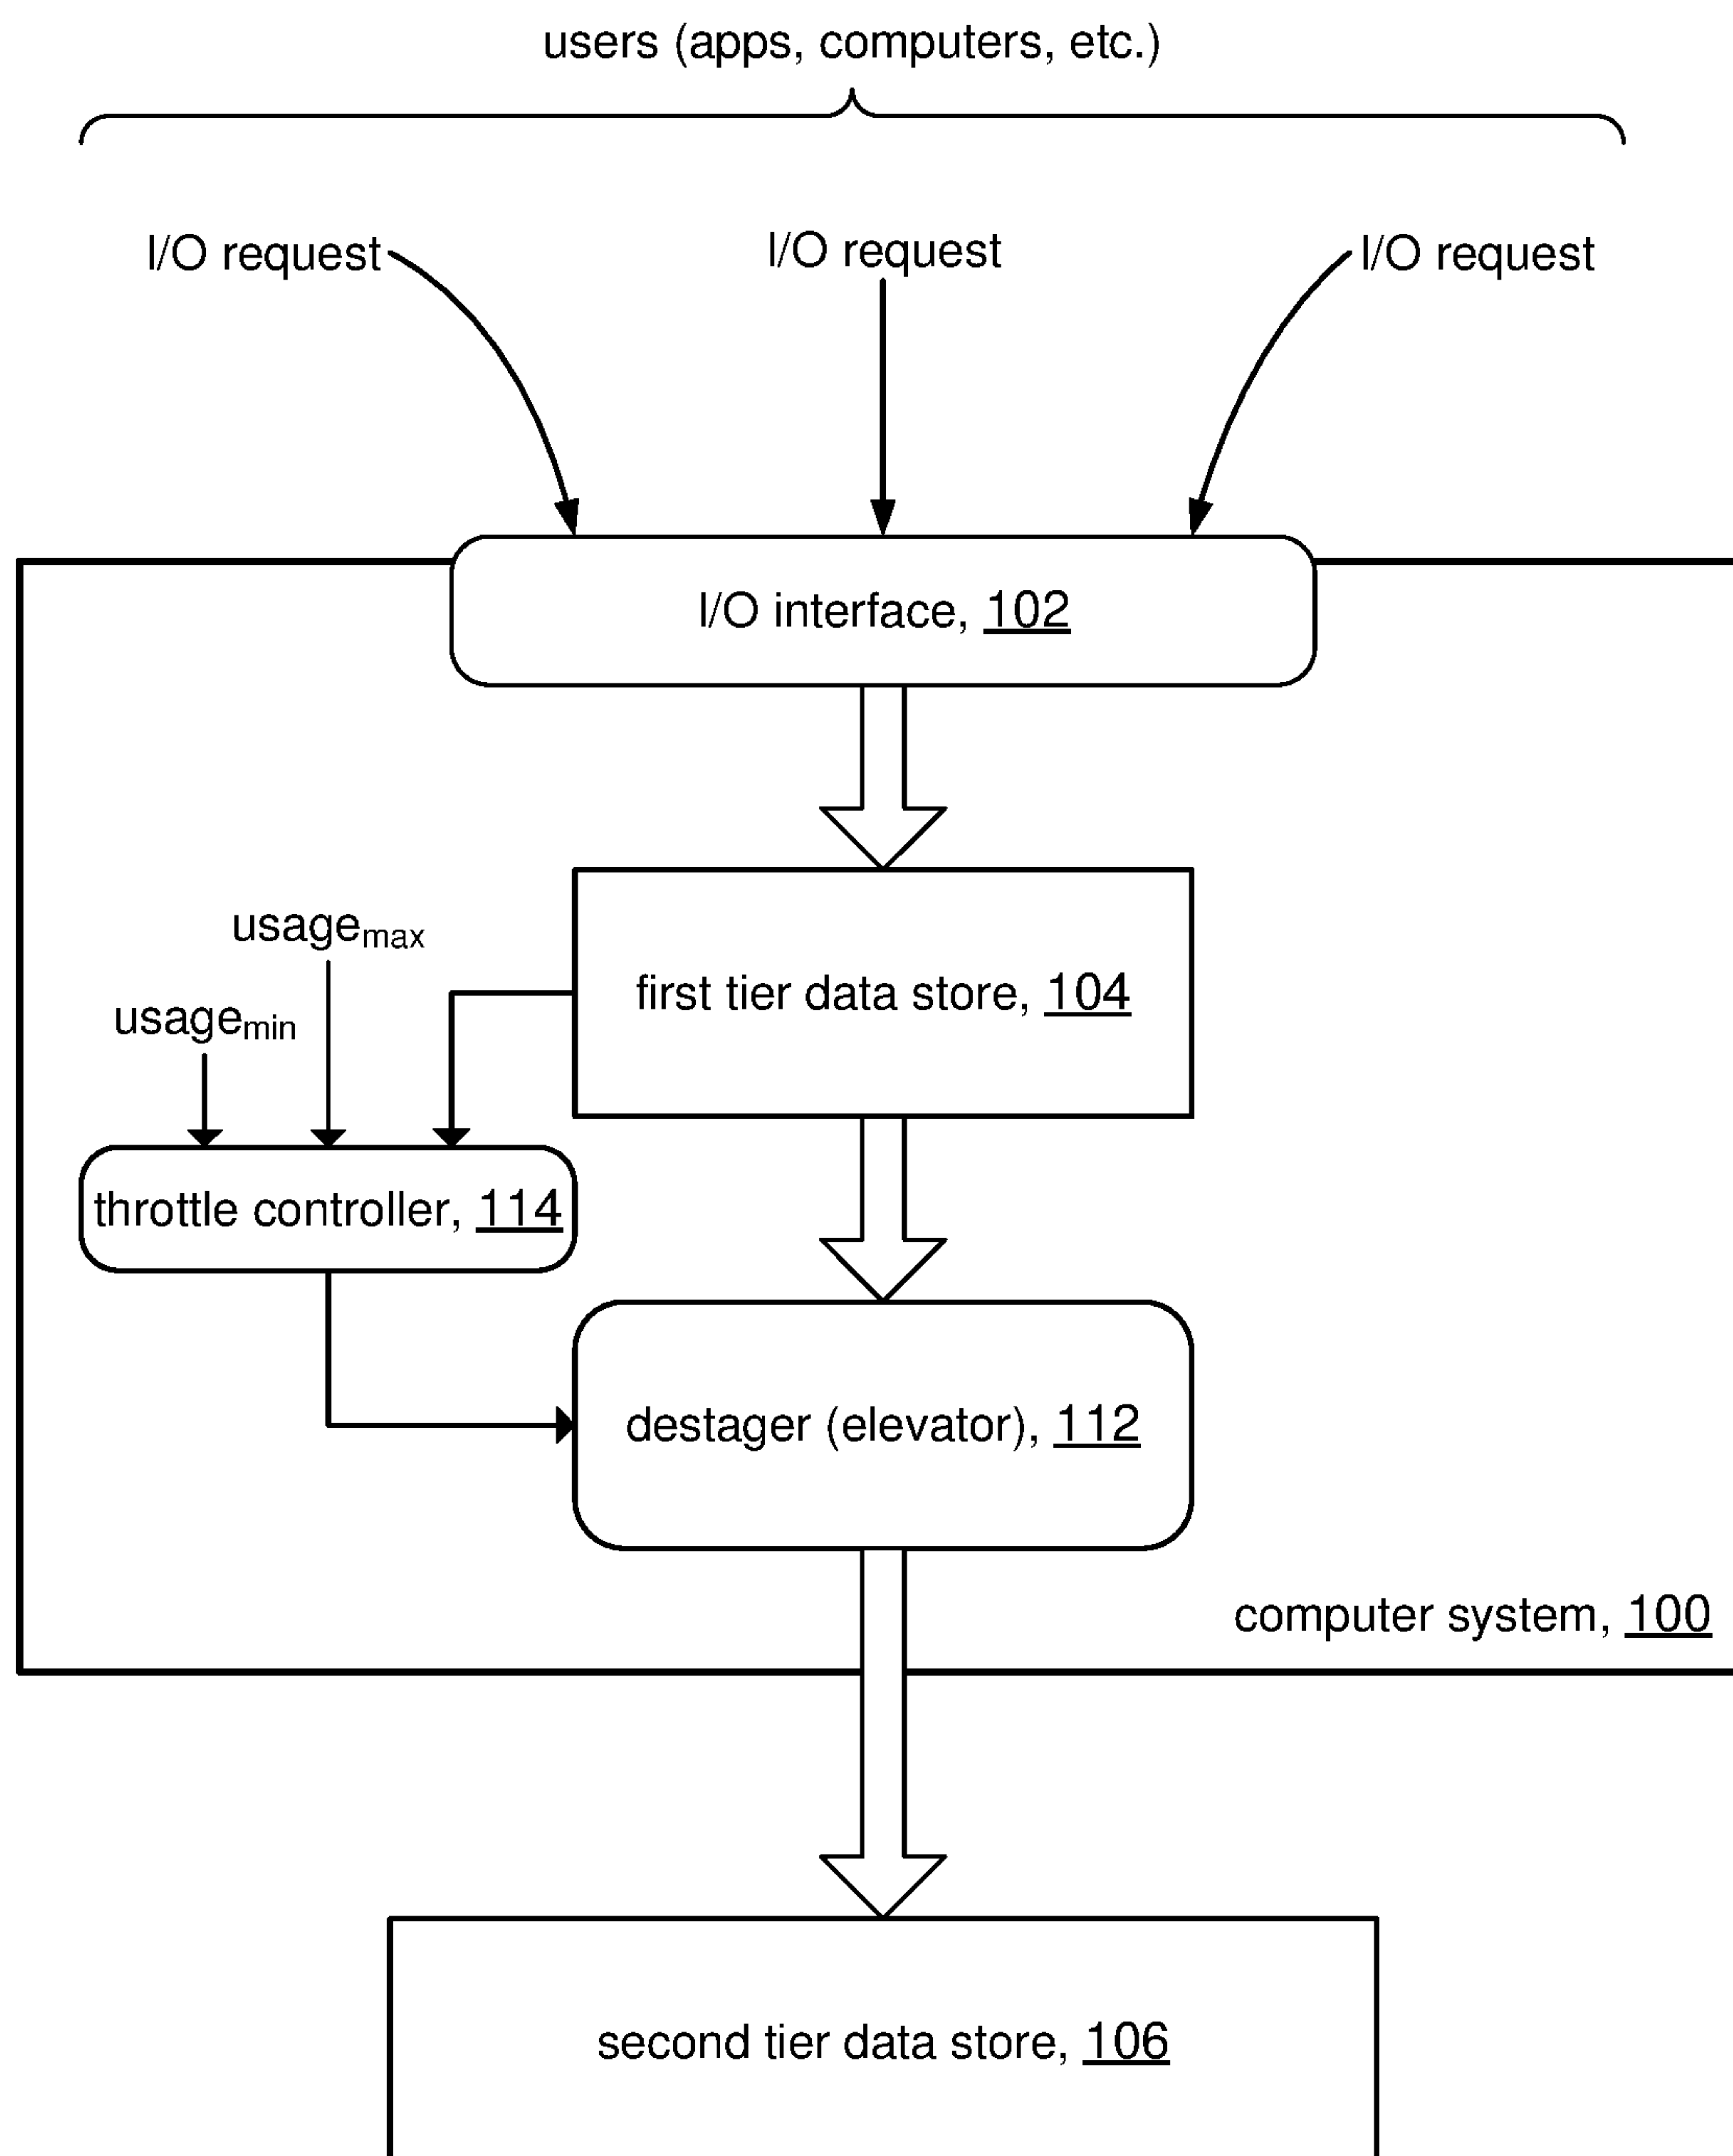 users (apps, computers, etc.)
I/O request
I/O request
I/O request
I/O interface, 102
usagemax
first tier data store, 104
usagemin
throttle controller, 114
destager (elevator), 112
computer system, 100
second tier data store, 106